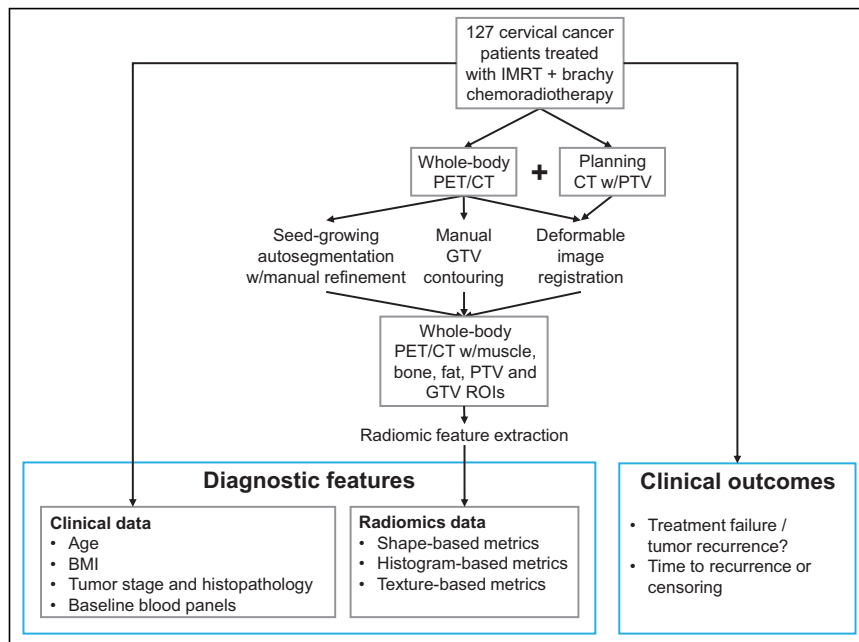 127 cervical cancer
patients treated
with IMRT + brachy
chemoradiotherapy
Whole-body
PET/CT
+
Planning
CT w/PTV
Seed-growing
autosegmentation
w/manual refinement
Manual
GTV
contouring
Deformable
image
registration
Whole-body
PET/CT w/muscle,
bone, fat, PTV and
GTV ROIs
Radiomic feature extraction
Diagnostic features
Clinical data
• Age
• BMI
• Tumor stage and histopathology
• Baseline blood panels
Radiomics data
• Shape-based metrics
• Histogram-based metrics
• Texture-based metrics
Clinical outcomes
• Treatment failure /
tumor recurrence?
• Time to recurrence or
censoring